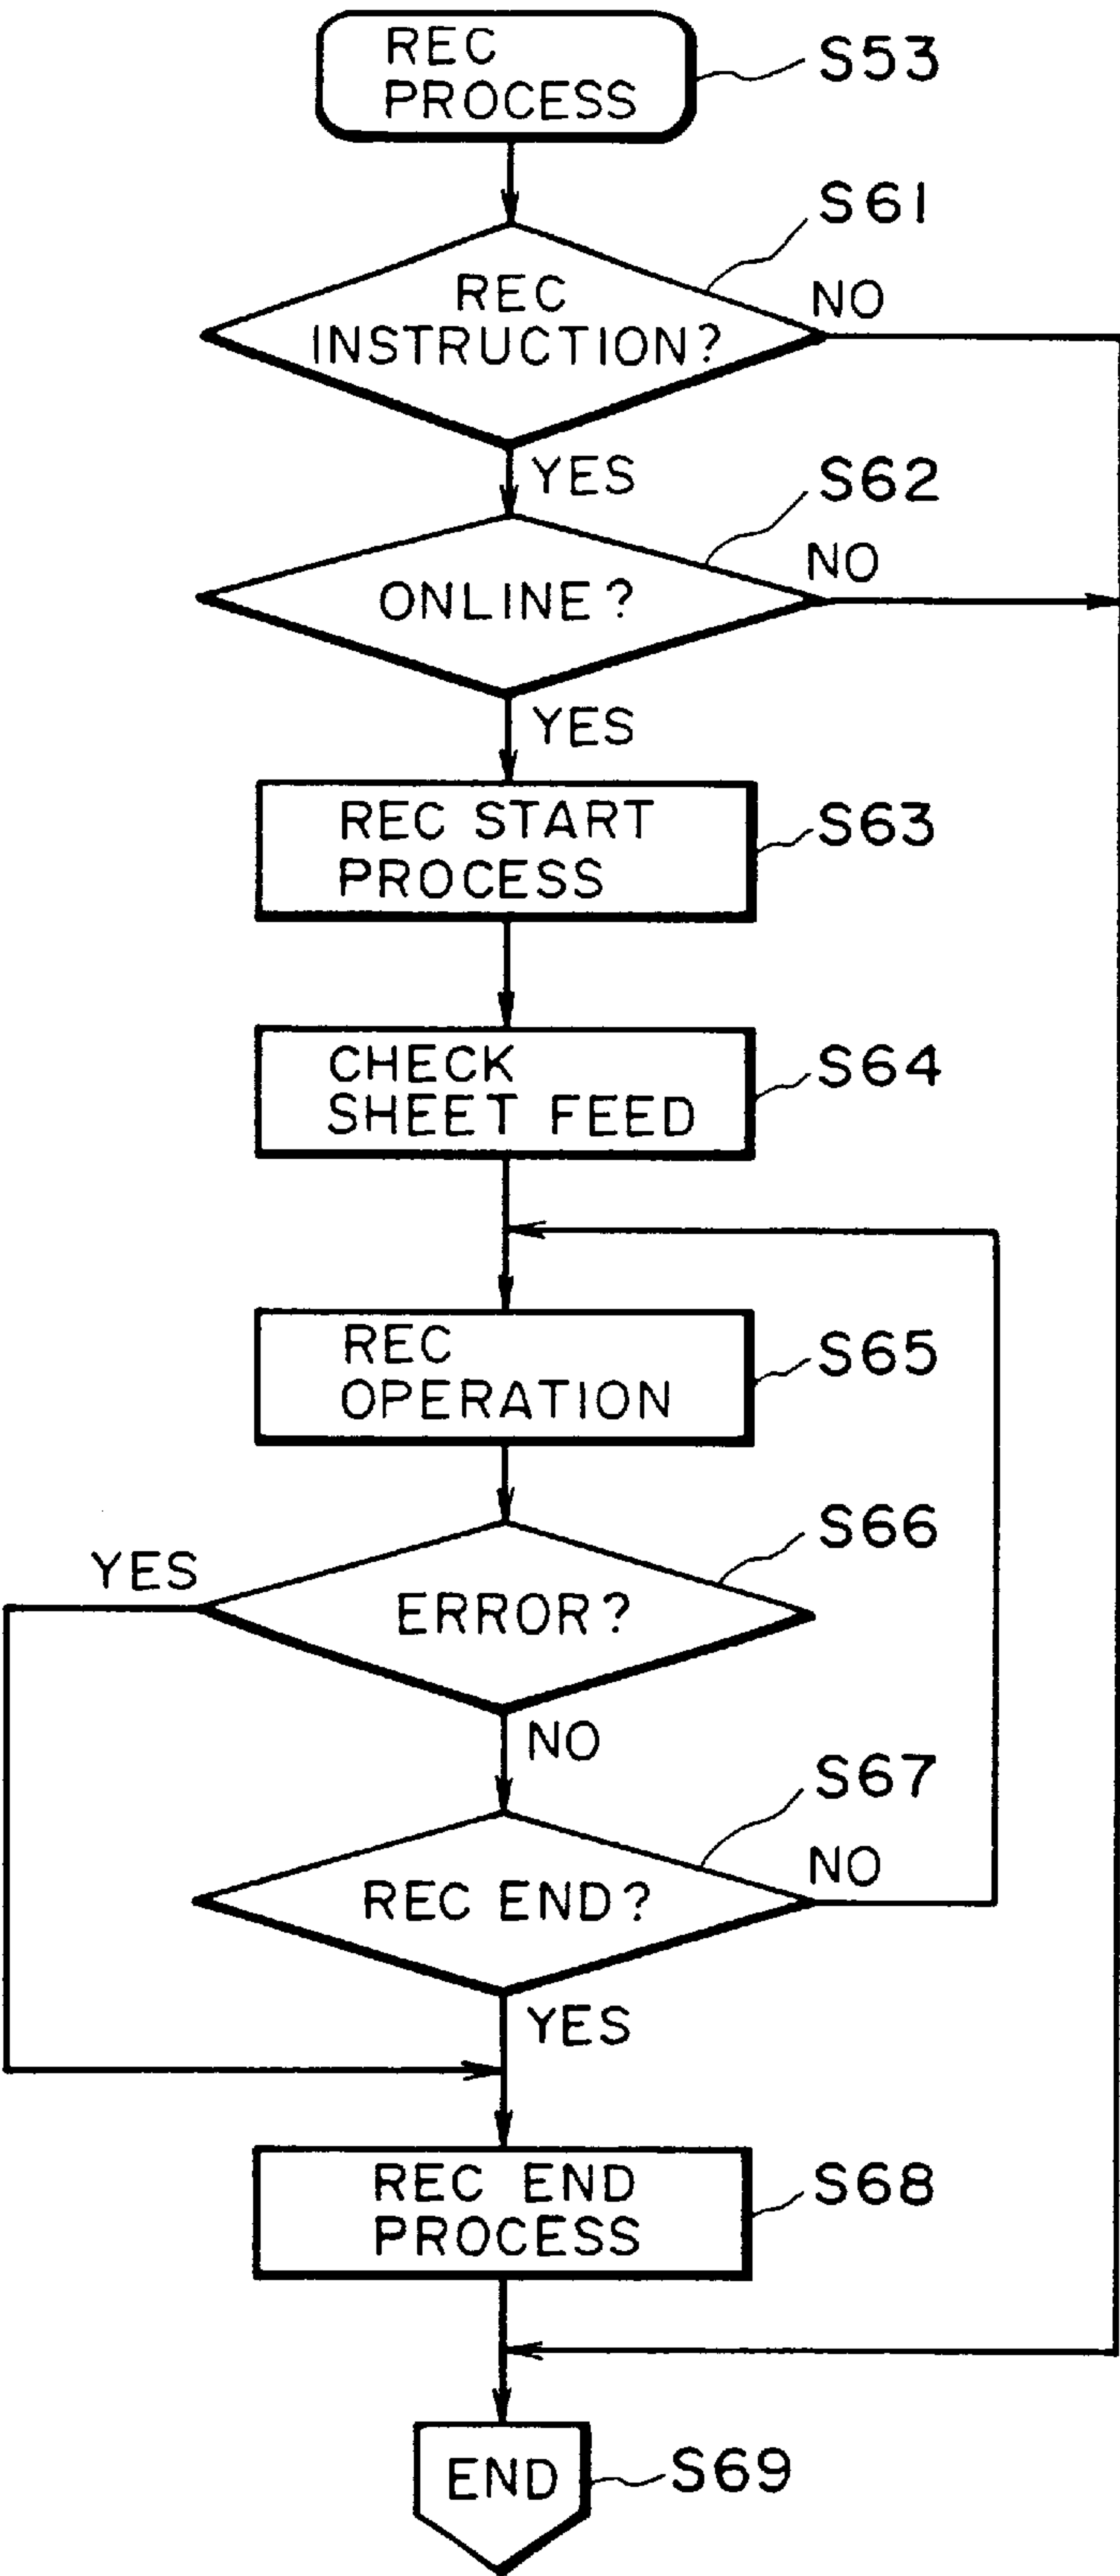 REC
PROCESS
S53
S61
REC
INSTRUCTION?
NO
YES
S62
ONLINE?
NO
YES
REC START
PROCESS
S63
CHECK
SHEET FEED
S64
REC
OPERATION
S65
S66
YES
ERROR?
NO
S67
REC END?
NO
YES
REC END
PROCESS
S68
END
S69